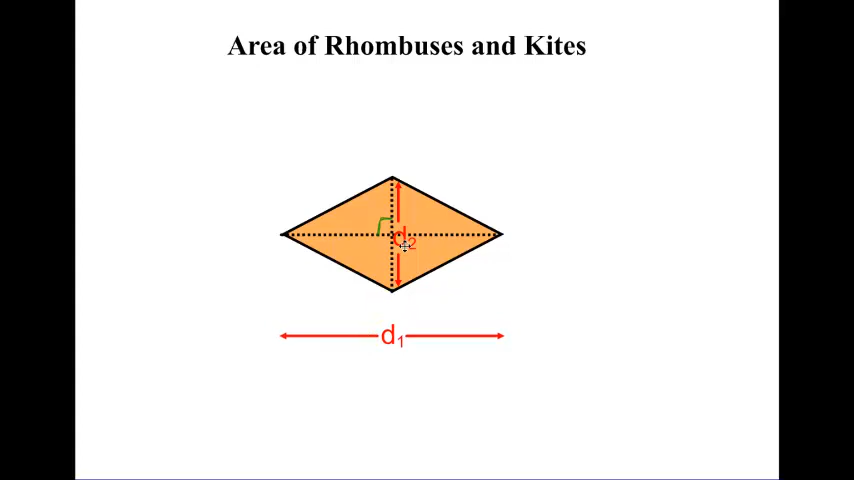 Area of Rhombuses and Kites
d₂
d₁